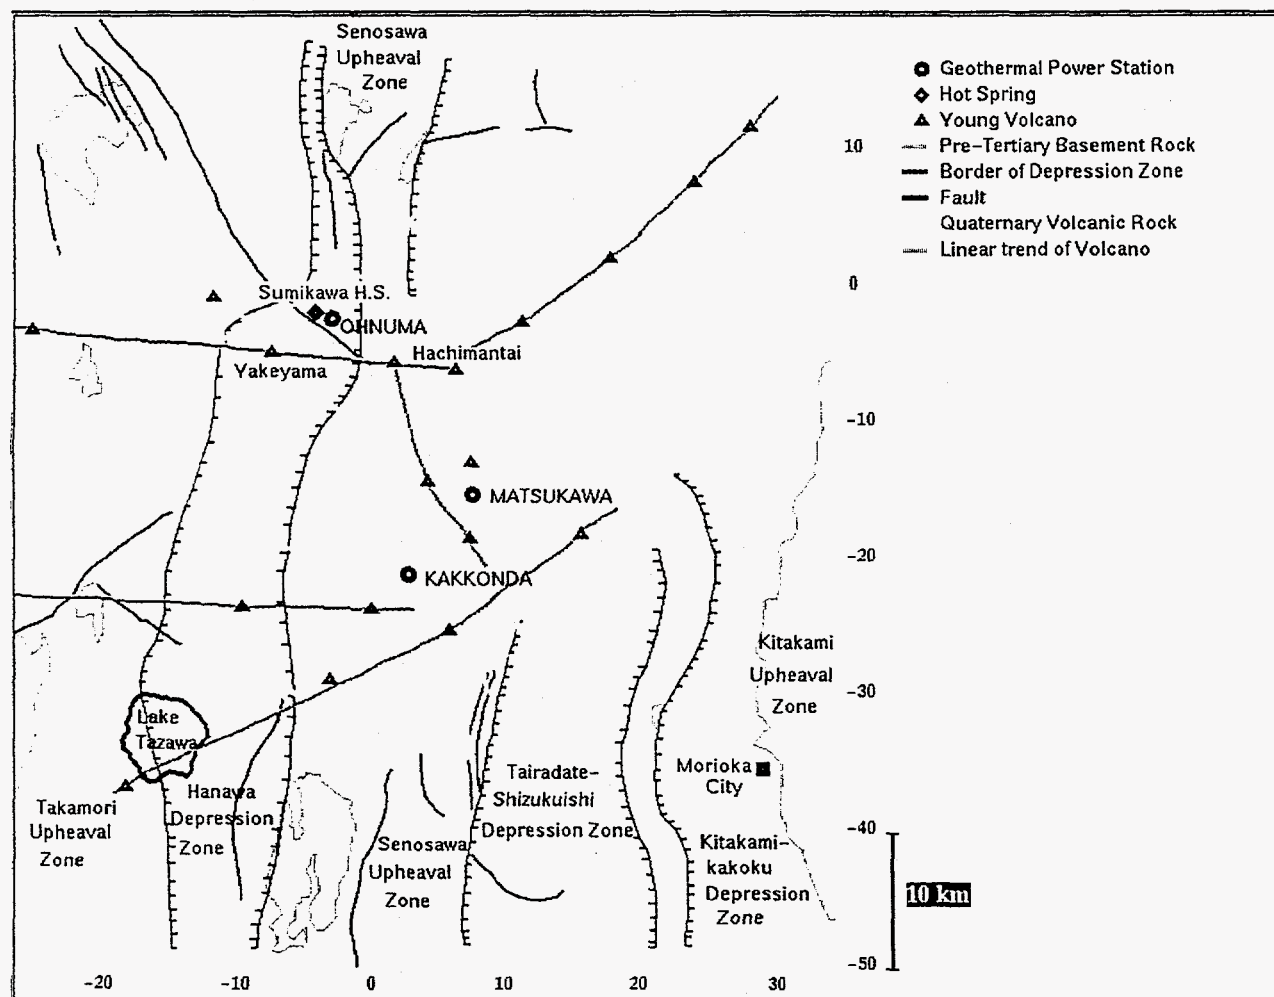 Senosawa
Upheaval
Zone
Geothermal Power Station
Hot Spring
Young Volcano
Pre-Tertiary Basement Rock
Border of Depression Zone
Fault
Quaternary Volcanic Rock
Linear trend of Volcano
10
0
-10
-20
-30
-40
-50
Sumikawa H.S.
OHNUMA
Hachimantai
Yakeyama
MATSUKAWA
KAKKONDA
Kitakami
Upheaval
Zone
Lake
Tazawa
Morioka
City
Takamori
Upheaval
Zone
Hanawa
Depression
Zone
Tairadate-
Shizukuishi
Depression Zone
Senosawa
Upheaval
Zone
Kitakami-
kakoku
Depression
Zone
10 km
-20
-10
0
10
20
30